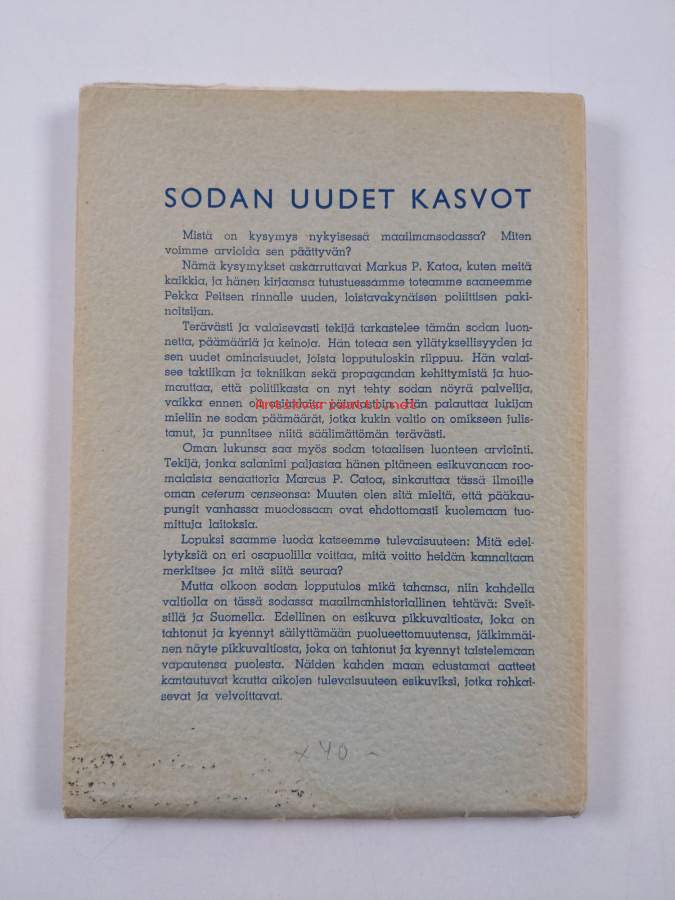 SODAN UUDET KASVOT
Mistä on kysymys nykyisessä maailmansodassa? Miten
voimme arvioida sen päättyvän?
Nämä kysymykset askarruttavat Markus P. Katoa, kuten meitä
kaikkia, ja hänen kirjaansa tutustuessamme toteamme saaneemme
Pekka Peitsen rinnalle uuden, loistavakynäisen poliittisen paki-
noitsijan.
Terävästi ja valaisevasti tekijä tarkastelee tämän sodan luon-
netta, päämääriä ja keinoja. Hän toteaa sen yllätyksellisyyden ja
sen uudet ominaisuudet, joista lopputuloskin riippuu. Hän valai-
see taktiikan ja tekniikan sekä propagandan kehittymistä ja huo-
mauttaa, että politiikasta on nyt tehty sodan nöyrä palvelija,
vaikka ennen oli Hän palauttaa lukijan
Antikvariaatti.net
mieliin ne sodan päämäärät, jotka kukin valtio on omikseen julis-
tanut, ja punnitsee niitä säälimättömän terävästi.
Oman lukunsa saa myös sodan totaalisen luonteen arviointi.
Tekijä, jonka salanimi paljastaa hänen pitäneen esikuvanaan roo-
malaista senaattoria Marcus P. Catoa, sinkauttaa tässä ilmoille
oman ceterum censeonsa: Muuten olen sitä mieltä, että pääkau-
pungit vanhassa muodossaan ovat ehdottomasti kuolemaan tuo-
mittuja laitoksia.
Lopuksi saamme luoda katseemme tulevaisuuteen: Mitä edel-
lytyksiä on eri osapuolilla voittaa, mitä voitto heidän kannaltaan
merkitsee ja mitä siitä seuraa?
Mutta olkoon sodan lopputulos mikä tahansa, niin kahdella
valtiolla on tässä sodassa maailmanhistoriallinen tehtävä: Sveit-
sillä ja Suomella. Edellinen on esikuva pikkuvaltiosta, joka on
tahtonut ja kyennyt säilyttämään puolueettomuutensa, jälkimmäi-
nen näyte pikkuvaltiosta, joka on tahtonut ja kyennyt taistelemaan
vapautensa puolesta. Näiden kahden maan edustamat aatteet
kantautuvat kautta aikojen tulevaisuuteen esikuviksi, jotka rohkai-
sevat ja velvoittavat.
x 40 –